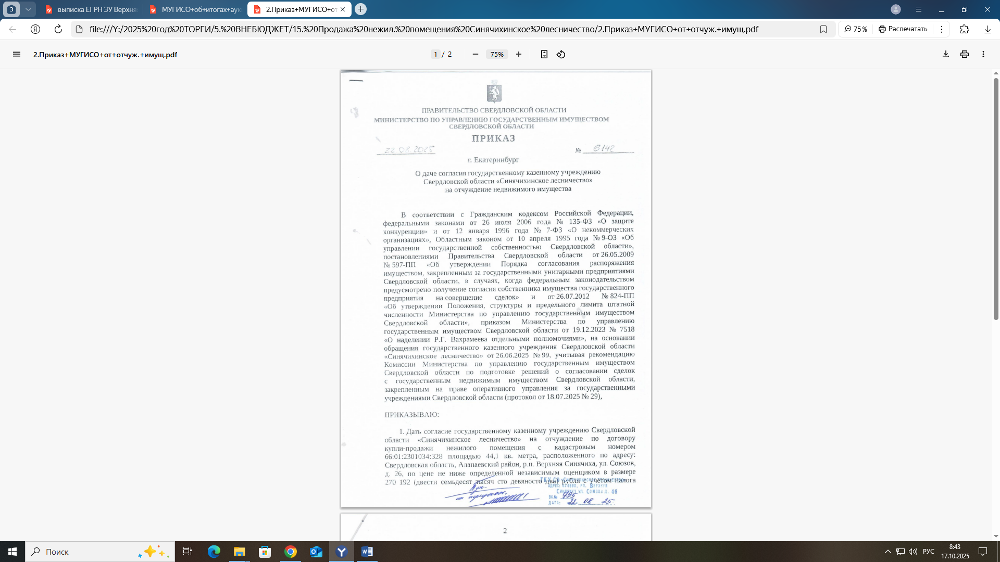 3
выписка ЕГРН ЗУ Верхня
МУГИСО+об+итогах+аук
2.Приказ+МУГИСО+от
file:///Y:/2025%20год%20ТОРГИ/5.%20ВНЕБЮДЖЕТ/15.%20Продажа%20нежил.%20помещения%20Синячихинское%20лесничество/2.Приказ+МУГИСО+от+отчуж.+имущ.pdf
75%
Распечатать
2.Приказ+МУГИСО+от+отчуж.+имущ.pdf
1 / 2
75%
ПРАВИТЕЛЬСТВО СВЕРДЛОВСКОЙ ОБЛАСТИ
МИНИСТЕРСТВО ПО УПРАВЛЕНИЮ ГОСУДАРСТВЕННЫМ ИМУЩЕСТВОМ
СВЕРДЛОВСКОЙ ОБЛАСТИ
ПРИКАЗ
22.08.2025 № 6142
г. Екатеринбург
О даче согласия государственному казенному учреждению
Свердловской области «Синячихинское лесничество»
на отчуждение недвижимого имущества
В соответствии с Гражданским кодексом Российской Федерации,
федеральными законами от 26 июля 2006 года № 135-ФЗ «О защите
конкуренции» и от 12 января 1996 года № 7-ФЗ «О некоммерческих
организациях», Областным законом от 10 апреля 1995 года № 9-ОЗ «Об
управлении государственной собственностью Свердловской области»,
постановлениями Правительства Свердловской области от 26.05.2009
№ 597-ПП «Об утверждении Порядка согласования распоряжения
имуществом, закрепленным за государственными унитарными предприятиями
Свердловской области, в случаях, когда федеральным законодательством
предусмотрено получение согласия собственника имущества государственного
предприятия на совершение сделок» и от 26.07.2012 № 824-ПП
«Об утверждении Положения, структуры и предельного лимита штатной
численности Министерства по управлению государственным имуществом
Свердловской области», приказом Министерства по управлению
государственным имуществом Свердловской области от 19.12.2023 № 7518
«О наделении Р.Г. Вахрамеева отдельными полномочиями», на основании
обращения государственного казенного учреждения Свердловской области
«Синячихинское лесничество» от 26.06.2025 № 99, учитывая рекомендацию
Комиссии Министерства по управлению государственным имуществом
Свердловской области по подготовке решений о согласовании сделок
с государственным недвижимым имуществом Свердловской области,
закрепленным на праве оперативного управления за государственными
учреждениями Свердловской области (протокол от 18.07.2025 № 29),
ПРИКАЗЫВАЮ:
1. Дать согласие государственному казенному учреждению Свердловской
области «Синячихинское лесничество» на отчуждение по договору
купли-продажи нежилого помещения с кадастровым номером
66:01:2301034:328 площадью 44,1 кв. метра, расположенного по адресу:
Свердловская область, Алапаевский район, р.п. Верхняя Синячиха, ул. Союзов,
д. 26, по цене не ниже определенной независимым оценщиком в размере
270 192 (двести семьдесят тысяч сто девяносто два) рубля с учетом налога
ГКУ СО «Синячихинское лесничество»
АДРЕС: 624690, РП. ВЕРХНЯЯ
СИНЯЧИХА УЛ. СОЮЗОВ Д. 46
ВХ.№ 795
ДАТА: 22 08 25
2
Поиск
РУС
8:43
17.10.2025